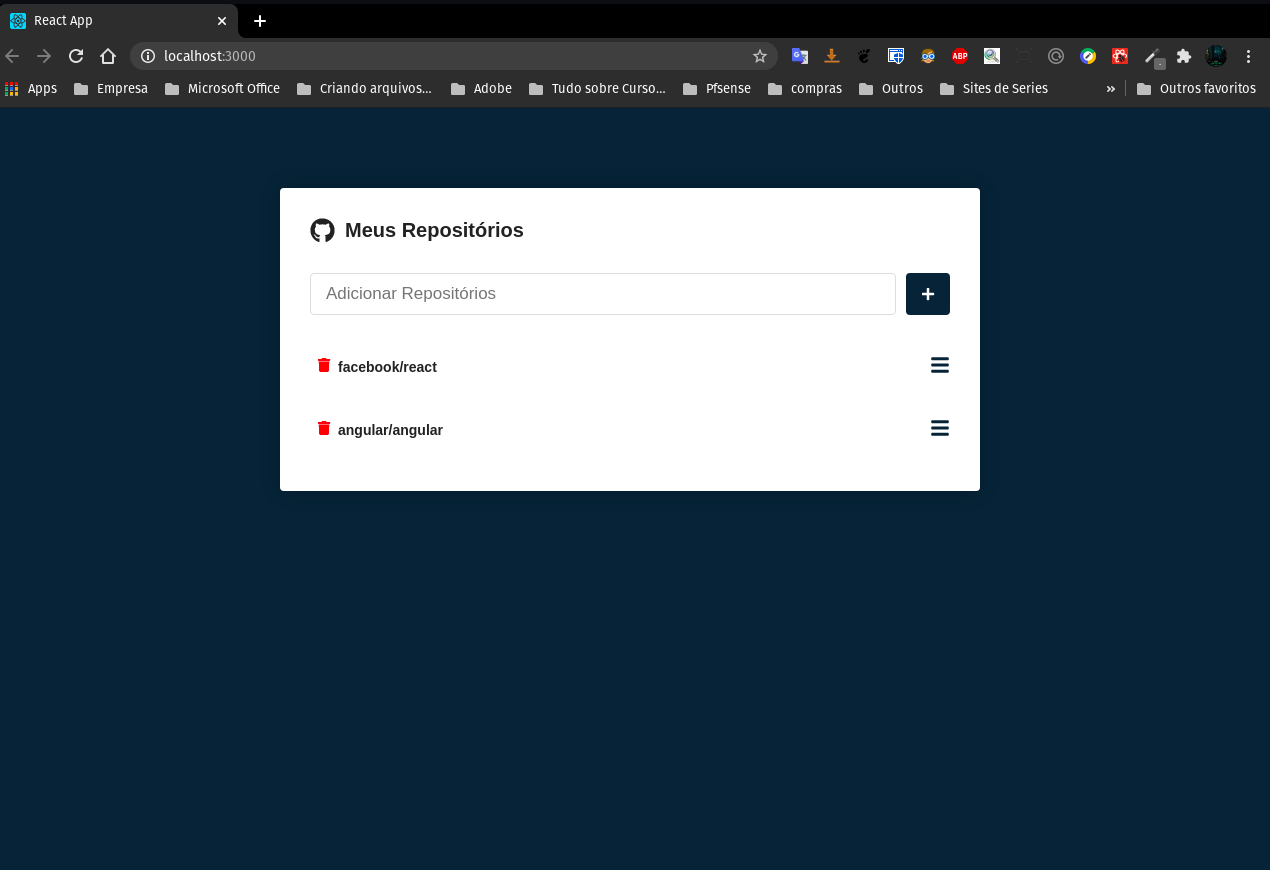 React App
localhost:3000
ABP
Apps Empresa Microsoft Office Criando arquivos... Adobe Tudo sobre Curso... Pfsense compras Outros Sites de Series » Outros favoritos
Meus Repositórios
Adicionar Repositórios
facebook/react
angular/angular